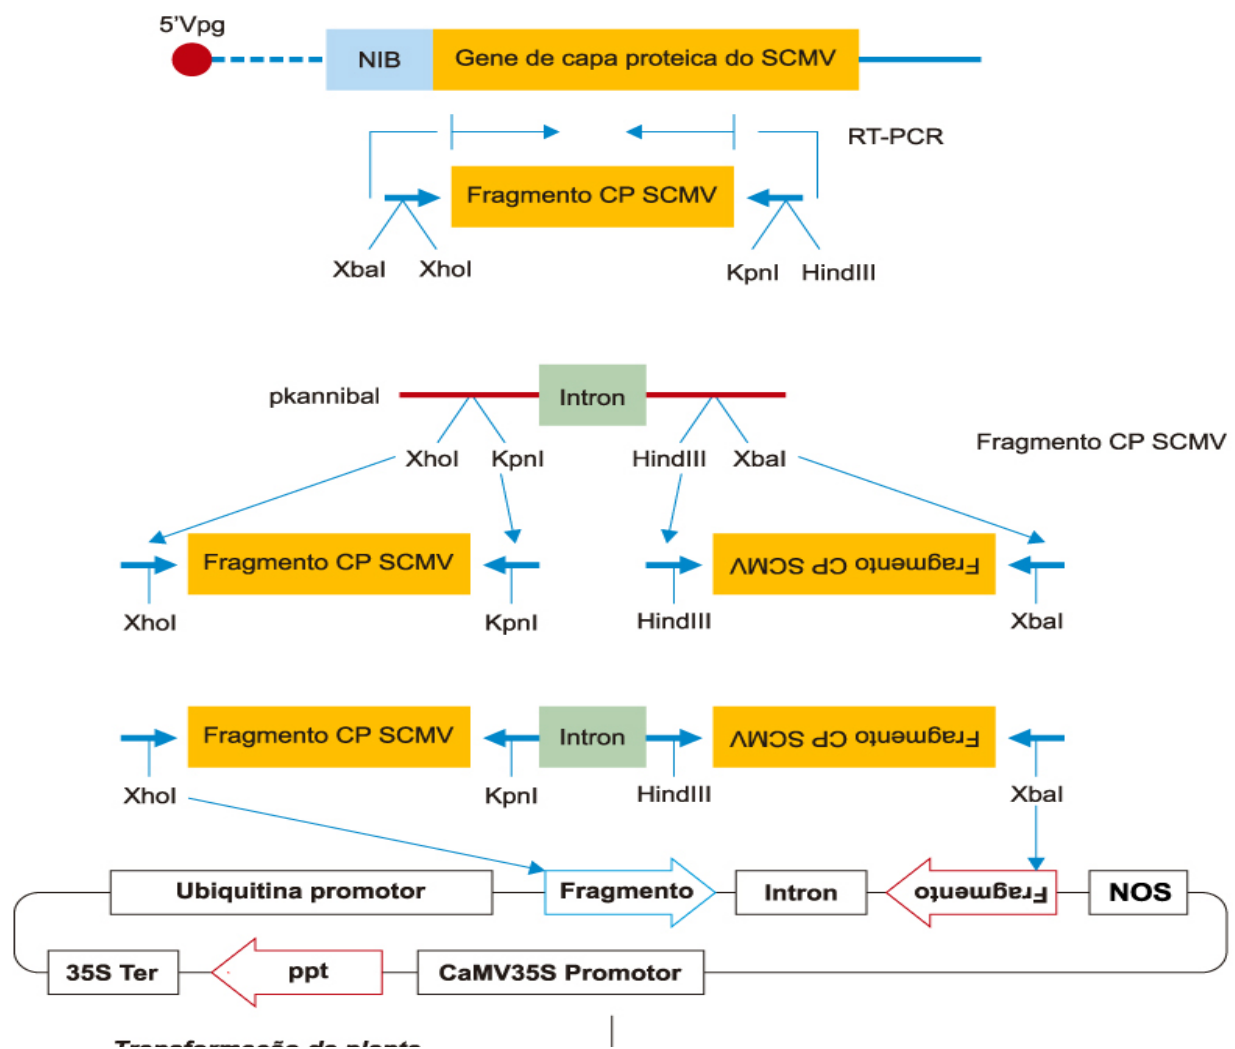 5'Vpg
NIB
Gene de capa proteica do SCMV
RT-PCR
Fragmento CP SCMV
XbaI XhoI KpnI HindIII
pkannibal
Intron
XhoI KpnI HindIII XbaI
Fragmento CP SCMV
Fragmento CP SCMV Fragmento CP SCMV
XhoI KpnI HindIII XbaI
Fragmento CP SCMV Intron Fragmento CP SCMV
XhoI KpnI HindIII XbaI
Ubiquitina promotor Fragmento Intron Fragmento NOS
35S Ter ppt CaMV35S Promotor
Transformação da planta